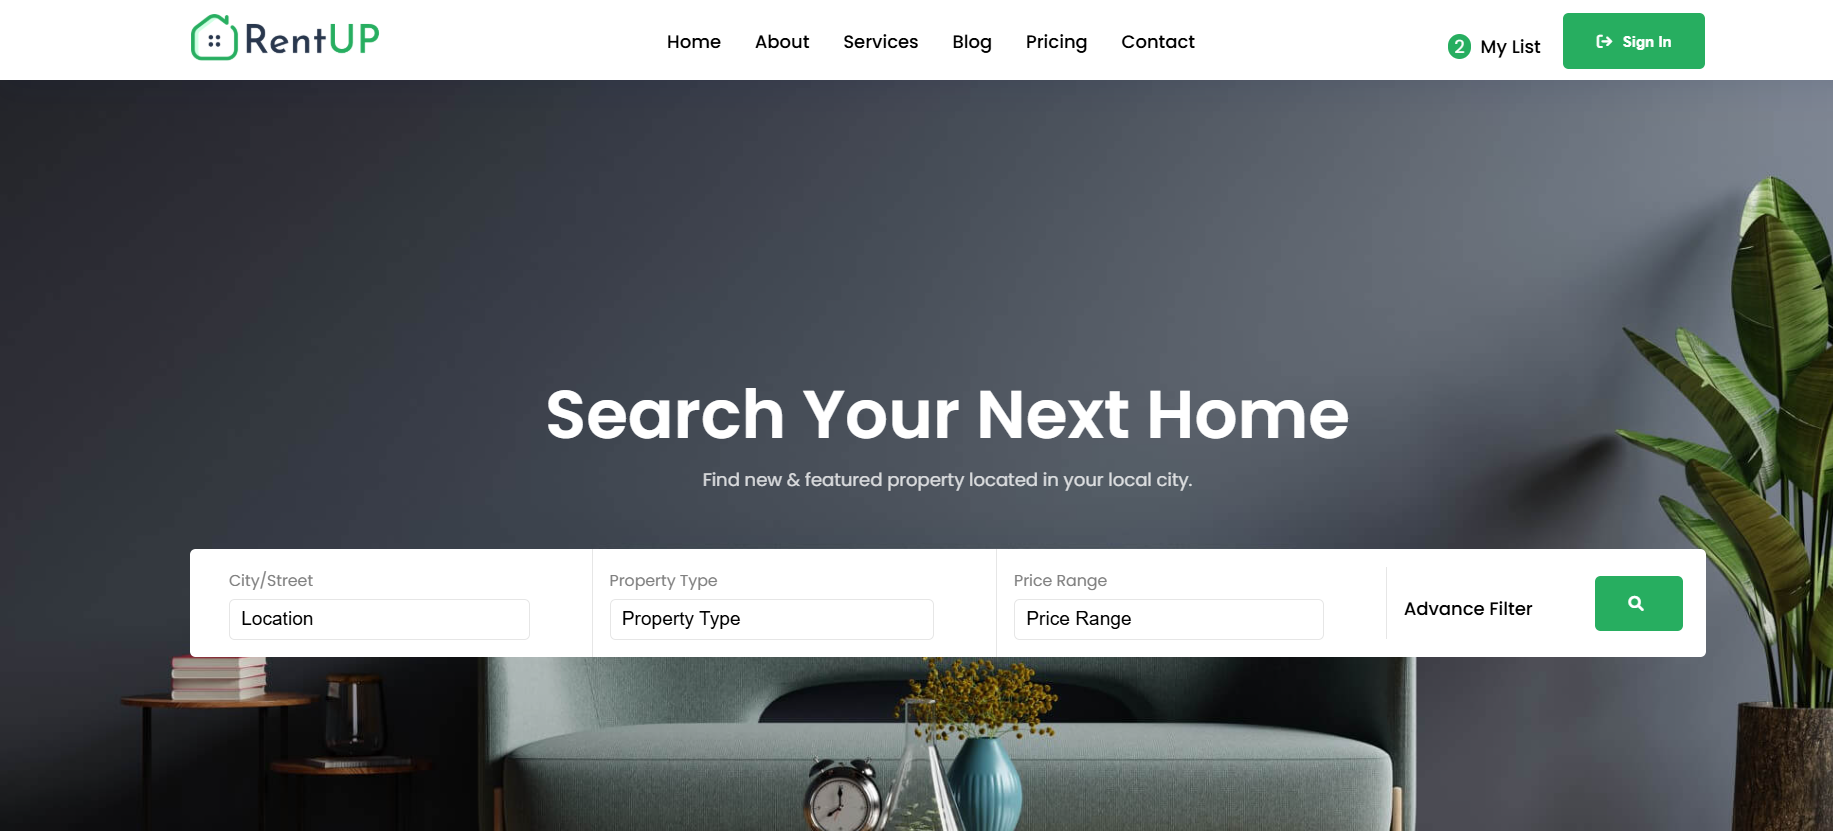 RentUP
Home About Services Blog Pricing Contact
2 My List
Sign In
Search Your Next Home
Find new & featured property located in your local city.
City/Street
Location
Property Type
Property Type
Price Range
Price Range
Advance Filter